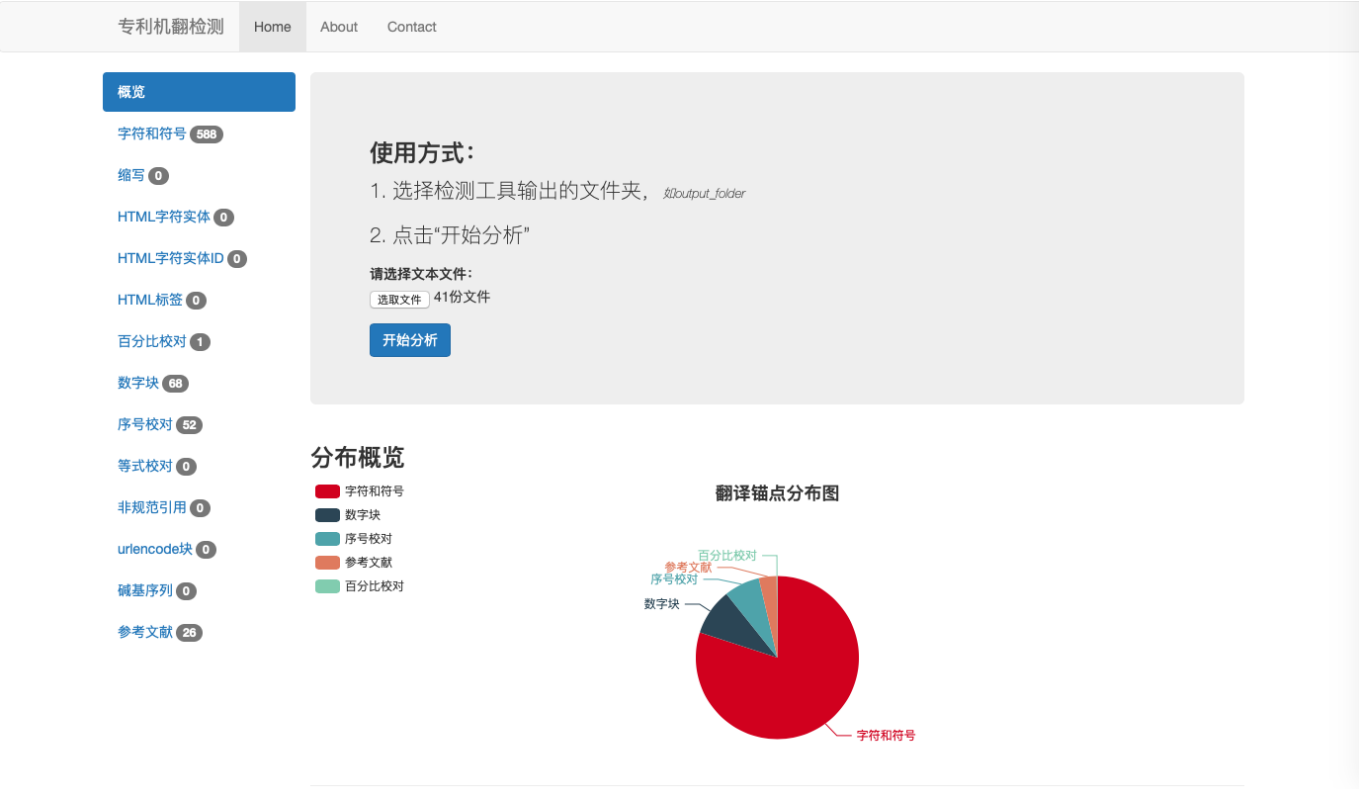 专利机翻检测 Home About Contact
概览
字符和符号 588
缩写 0
HTML字符实体 0
HTML字符实体ID 0
HTML标签 0
百分比校对 1
数字块 68
序号校对 52
等式校对 0
非规范引用 0
urlencode块 0
碱基序列 0
参考文献 26
使用方式：
1. 选择检测工具输出的文件夹， 如output_folder
2. 点击“开始分析”
请选择文本文件：
选取文件 41份文件
开始分析
分布概览
字符和符号
数字块
序号校对
参考文献
百分比校对
翻译锚点分布图
百分比校对
参考文献
序号校对
数字块
字符和符号